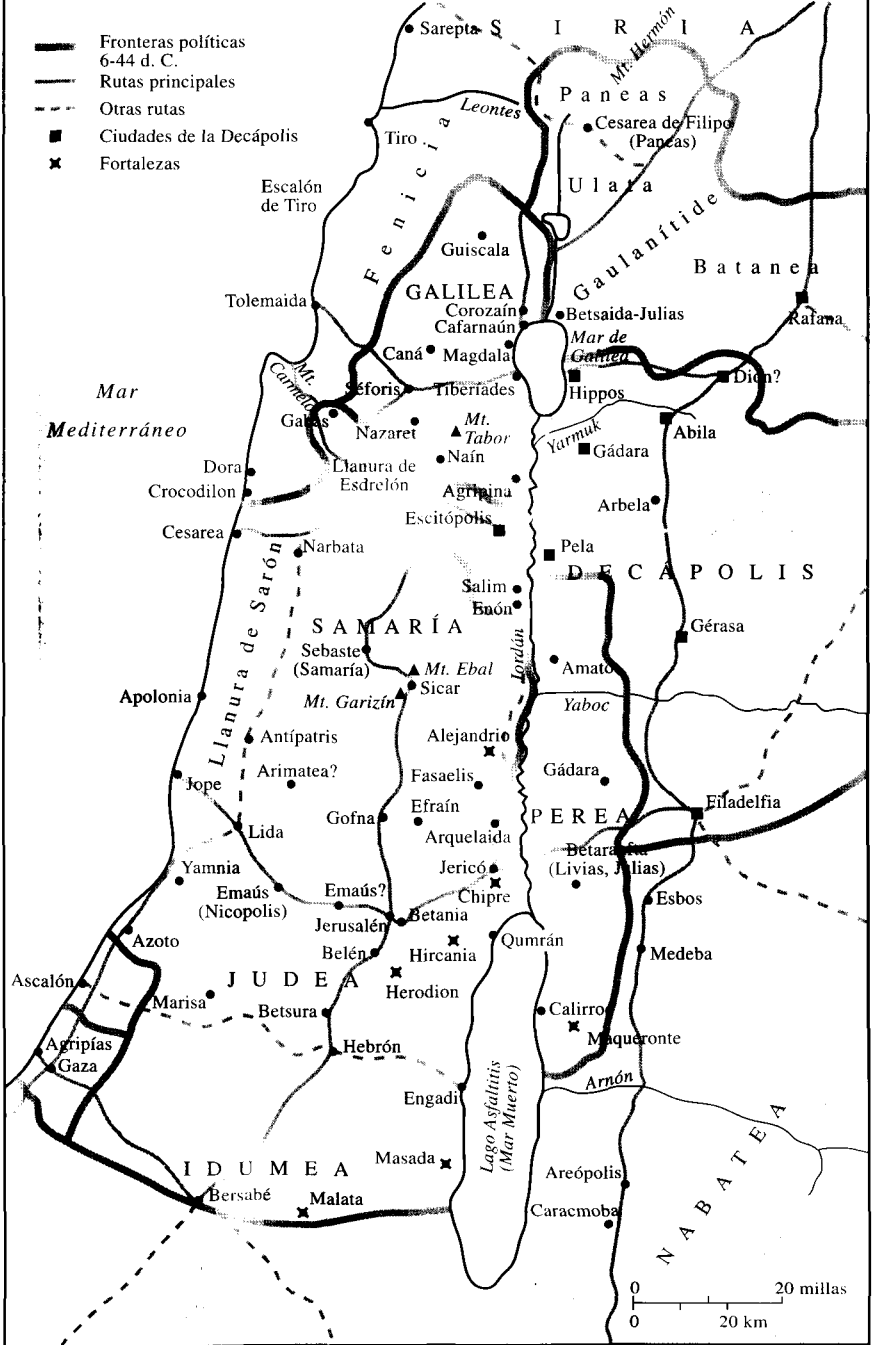 Fronteras políticas
6-44 d. C.
Rutas principales
Otras rutas
Ciudades de la Decápolis
Fortalezas
Sarepta
SIRIA
Mt. Hermón
Leontes
Paneas
Cesarea de Filipo
(Paneas)
Tiro
Fenicia
Escalón
de Tiro
Ulata
Gaulanítide
Guiscala
Batanea
Tolemaida
GALILEA
Corozaín
Cafarnaún
Betsaida-Julias
Rafana
Caná
Magdala
Mar de
Galilea
Mt.
Carmelo
Séforis
Tiberíades
Hippos
Dión?
Mar
Mediterráneo
Gabas
Nazaret
Mt.
Tabor
Yarmuk
Abila
Gádara
Naín
Dora
Llanura de
Esdrelón
Crocodilon
Agripina
Arbela
Escitópolis
Cesarea
Narbata
Pela
DECÁPOLIS
Salim
Enón
Llanura de Sarón
SAMARÍA
Sebaste
(Samaría)
Jordán
Gérasa
Mt. Ebal
Amato
Sicar
Mt. Garizín
Apolonia
Yaboc
Antípatris
Alejandrio
Arimatea?
Fasaelis
Gádara
Jope
Gofna
Efraín
PEREA
Filadelfia
Lida
Arquelaida
Betaramfta
(Livias, Julias)
Jericó
Yamnia
Emaús
(Nicopolis)
Emaús?
Chipre
Esbos
Jerusalén
Betania
Azoto
Belén
Hircania
Qumrán
Medeba
Ascalón
JUDEA
Marisa
Herodion
Betsura
Calirroe
Maqueronte
Agripías
Gaza
Hebrón
Engadí
Arnón
Lago Asfaltitis
(Mar Muerto)
IDUMEA
Masada
NABATEA
Bersabé
Malata
Areópolis
Caracmoba
0 20 millas
0 20 km